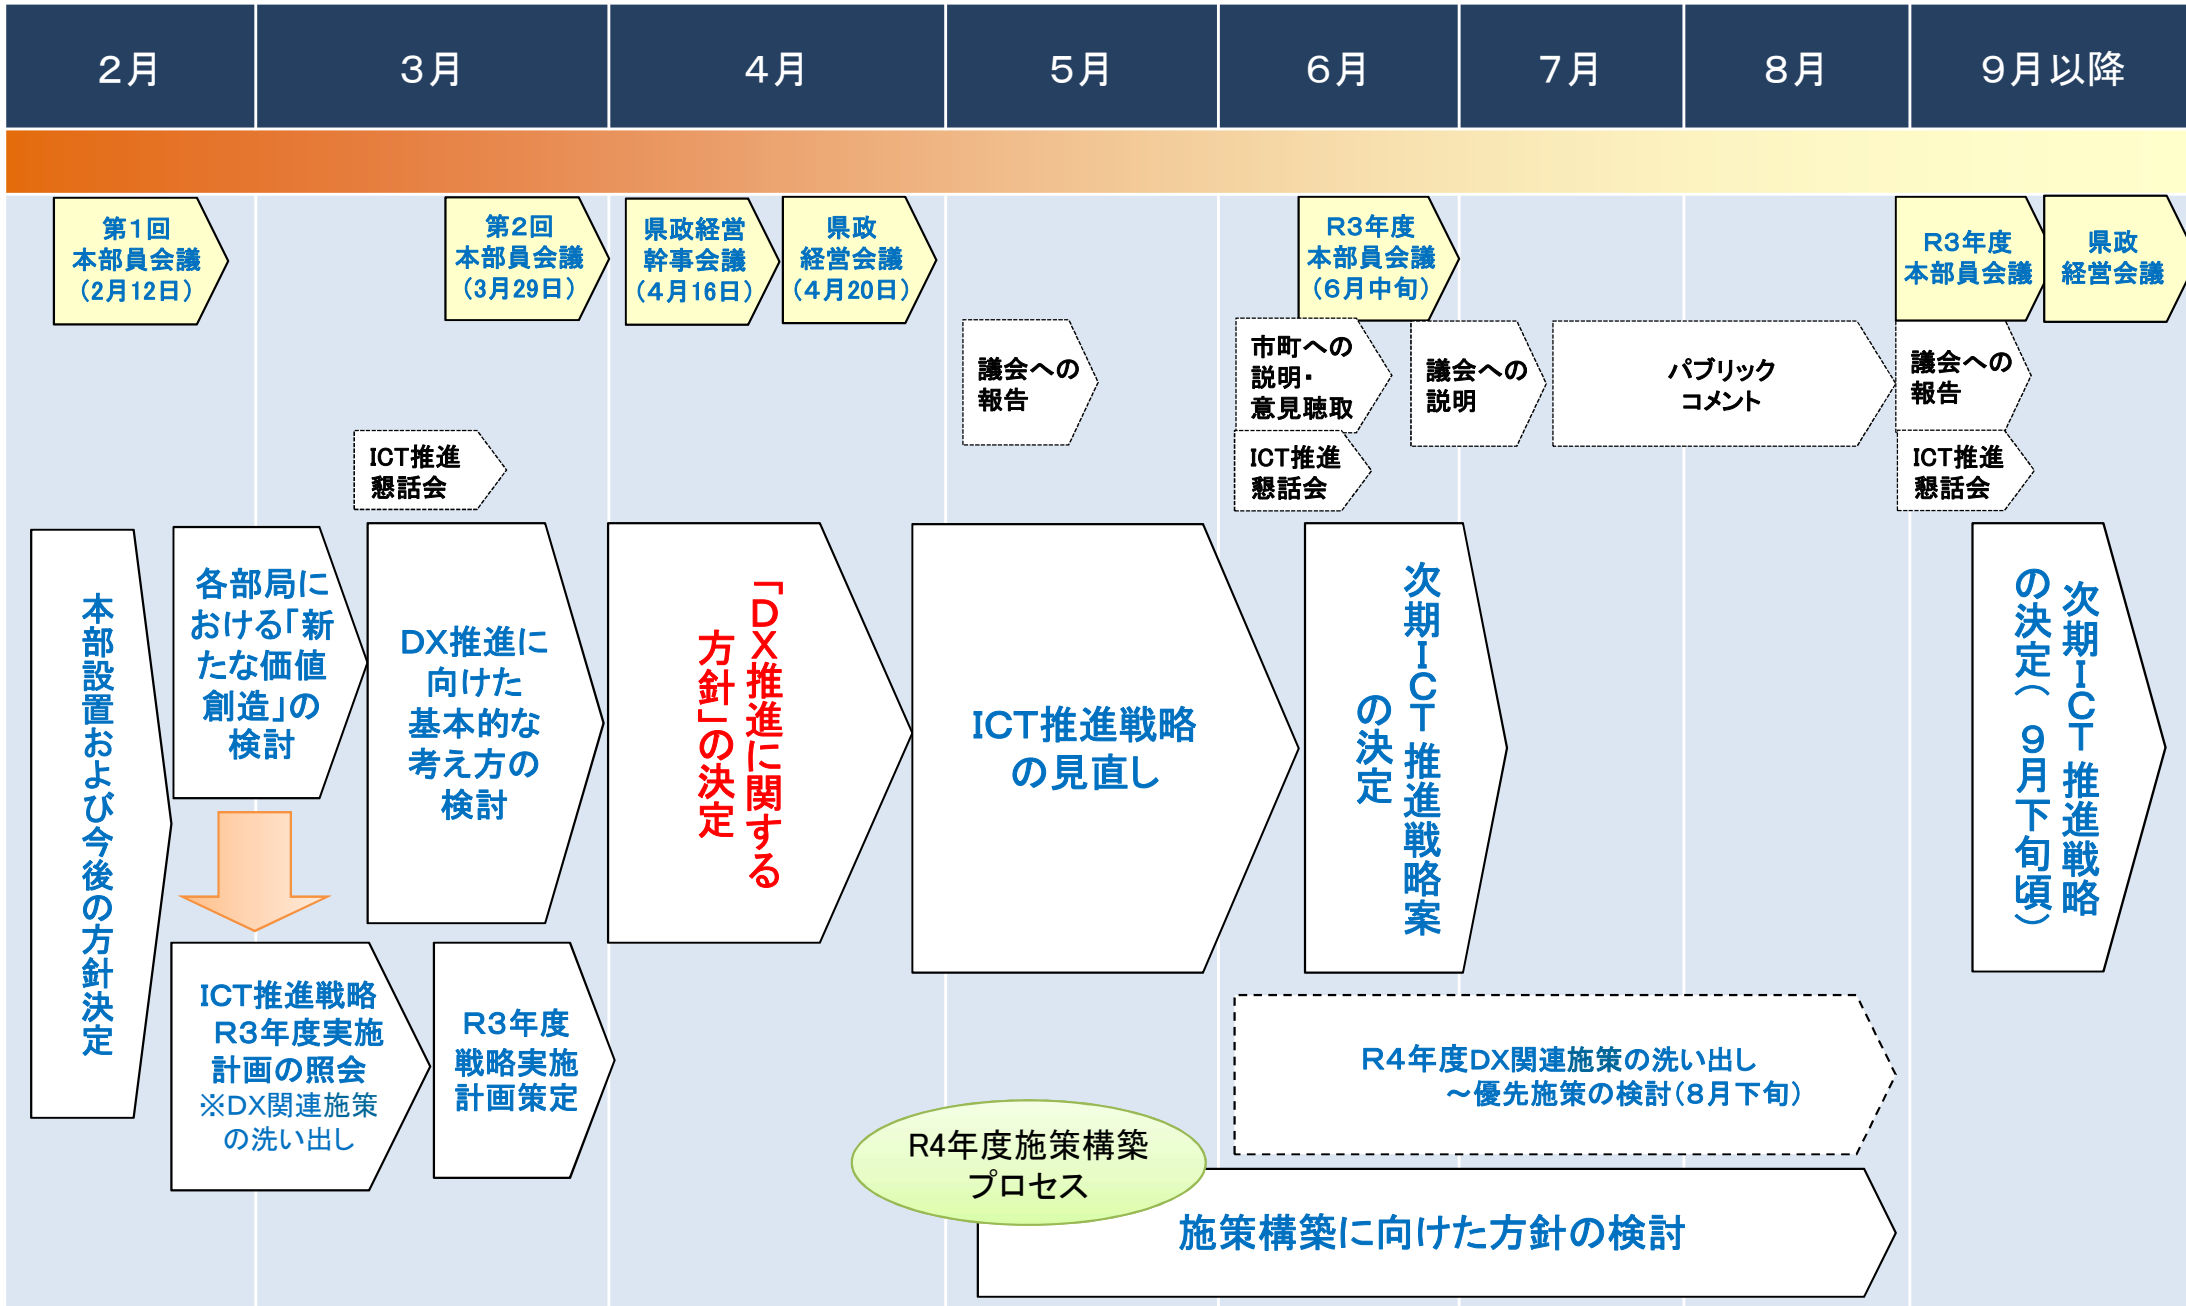 2月
3月
4月
5月
6月
7月
8月
9月以降
第1回
本部員会議
(2月12日)
第2回
本部員会議
(3月29日)
県政経営
幹事会議
(4月16日)
県政
経営会議
(4月20日)
R3年度
本部員会議
(6月中旬)
R3年度
本部員会議
県政
経営会議
議会への
報告
市町への
説明・
意見聴取
議会への
説明
パブリック
コメント
議会への
報告
ICT推進
懇話会
ICT推進
懇話会
ICT推進
懇話会
本部設置および今後の方針決定
各部局に
おける「新
たな価値
創造」の
検討
DX推進に
向けた
基本的な
考え方の
検討
「DX推進に関する
方針」の決定
ICT推進戦略
の見直し
次期ICT推進戦略案
の決定
次期ICT推進戦略
の決定(9月下旬頃)
ICT推進戦略
R3年度実施
計画の照会
※DX関連施策
の洗い出し
R3年度
戦略実施
計画策定
R4年度DX関連施策の洗い出し
～優先施策の検討(8月下旬)
R4年度施策構築
プロセス
施策構築に向けた方針の検討